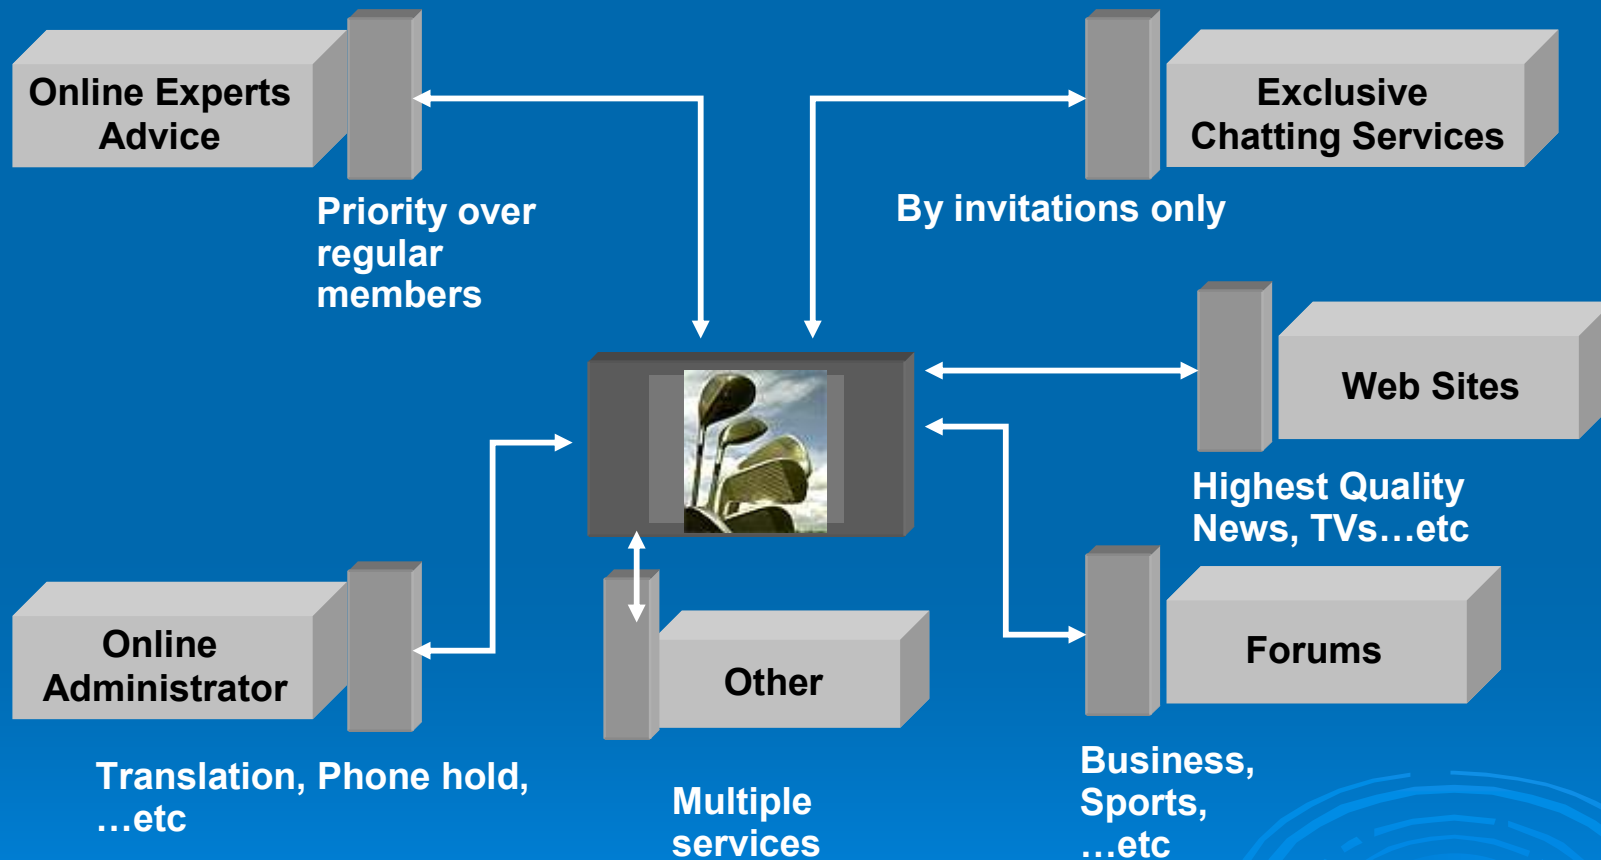 Online Experts
Advice
Priority over
regular
members
Exclusive
Chatting Services
By invitations only
Web Sites
Highest Quality
News, TVs…etc
Online
Administrator
Translation, Phone hold,
…etc
Other
Multiple
services
Forums
Business,
Sports,
…etc